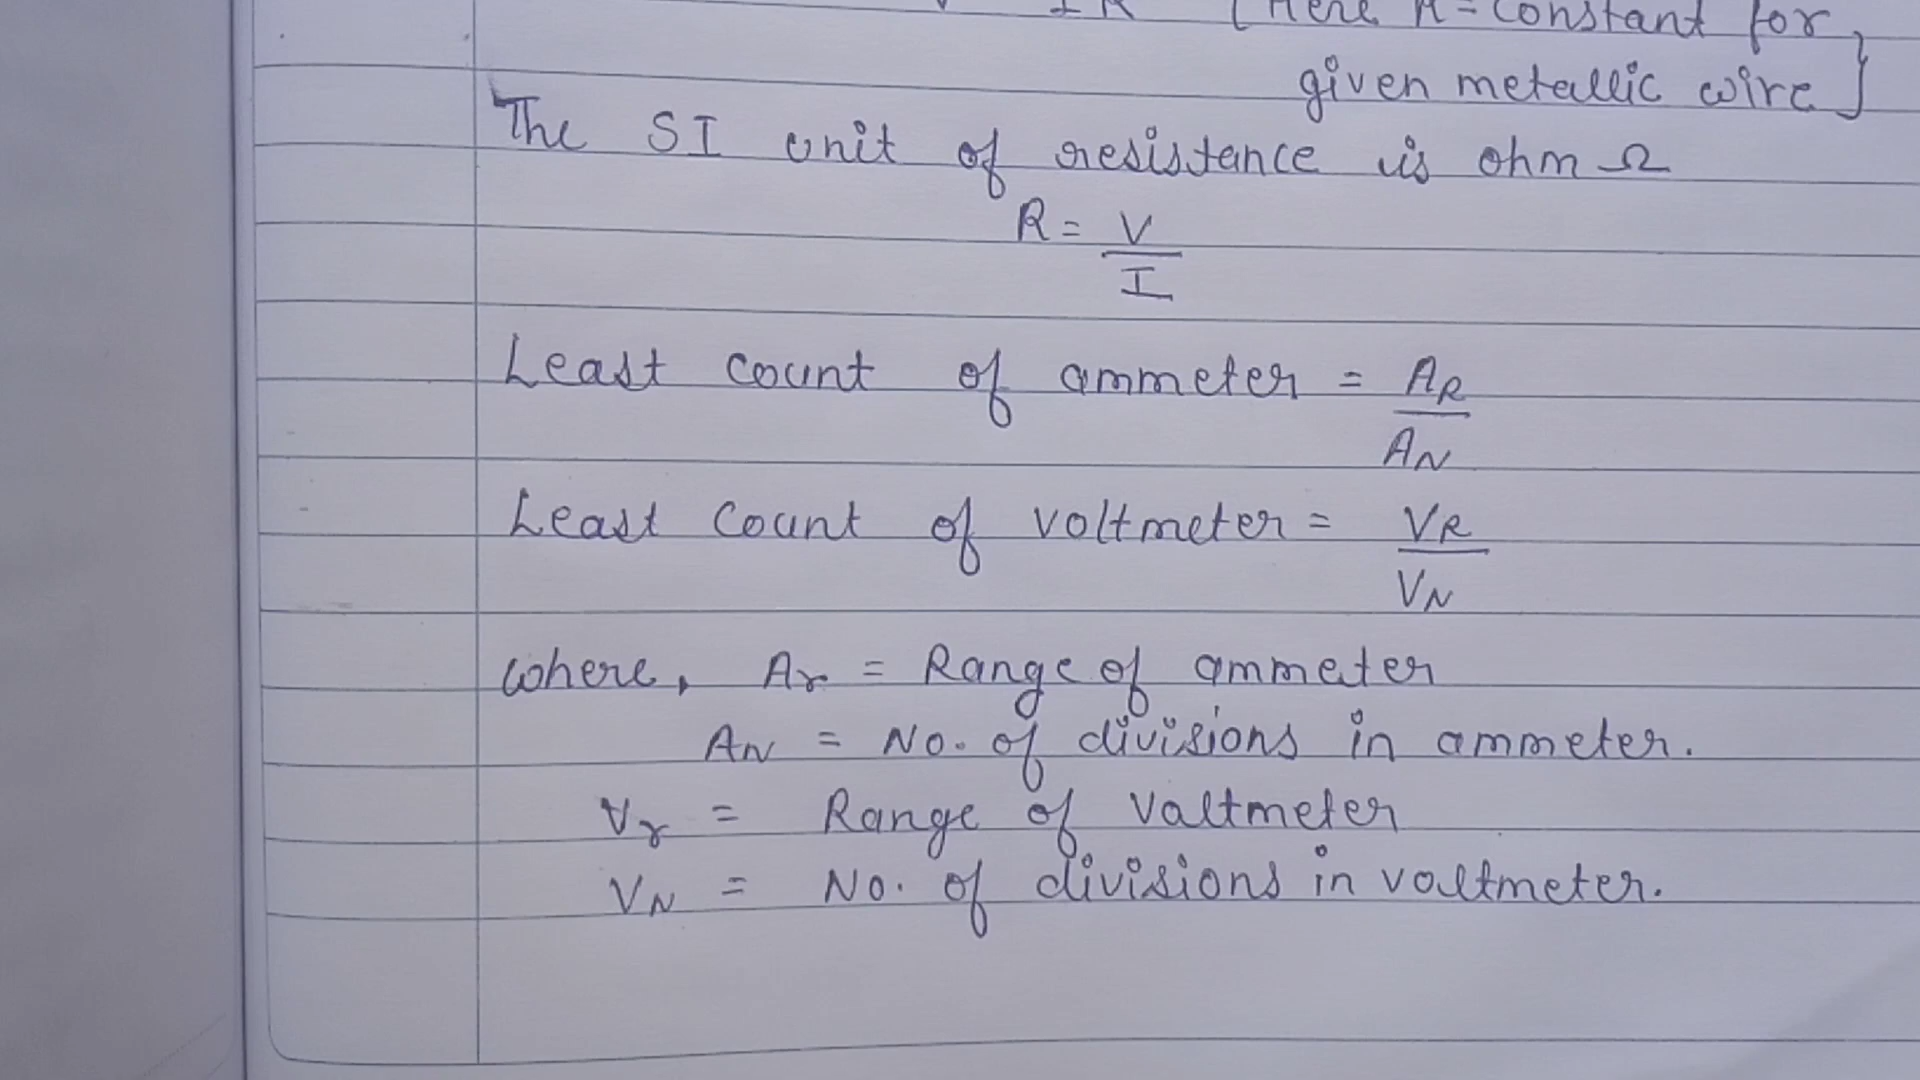 IR {Here R = constant for
given metallic wire}
The SI unit of resistance is ohm Ω
R = V
I
Least count of ammeter = AR
AN
Least count of voltmeter = VR
VN
where, Ar = Range of ammeter
AN = No. of divisions in ammeter.
Vr = Range of Valtmeter
VN = No. of divisions in voltmeter.